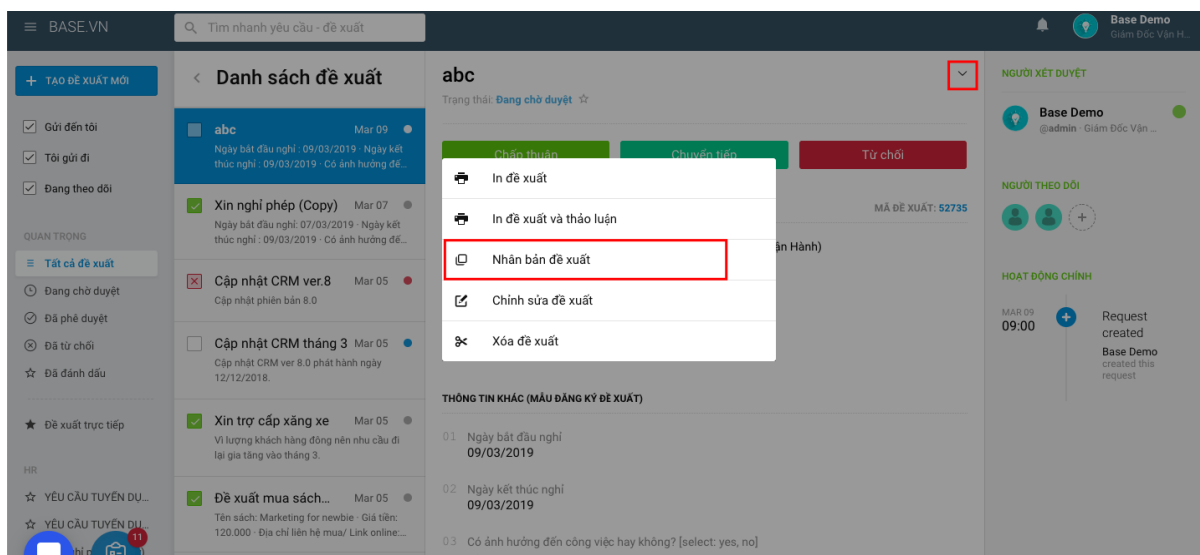 BASE.VN
Tìm nhanh yêu cầu - đề xuất
Base Demo
Giám Đốc Vận H...
TẠO ĐỀ XUẤT MỚI
Gửi đến tôi
Tôi gửi đi
Đang theo dõi
QUAN TRỌNG
Tất cả đề xuất
Đang chờ duyệt
Đã phê duyệt
Đã từ chối
Đã đánh dấu
Đề xuất trực tiếp
HR
YÊU CẦU TUYỂN DỤ...
YÊU CẦU TUYỂN DỤ...
11
Danh sách đề xuất
abc Mar 09
Ngày bắt đầu nghỉ : 09/03/2019 · Ngày kết
thúc nghỉ : 09/03/2019 · Có ảnh hưởng đế...
Xin nghỉ phép (Copy) Mar 07
Ngày bắt đầu nghỉ: 07/03/2019 · Ngày kết
thúc nghỉ : 09/03/2019 · Có ảnh hưởng đế...
Cập nhật CRM ver.8 Mar 05
Cập nhật phiên bản 8.0
Cập nhật CRM tháng 3 Mar 05
Cập nhật CRM ver 8.0 phát hành ngày
12/12/2018.
Xin trợ cấp xăng xe Mar 05
Vì lượng khách hàng đông nên nhu cầu đi
lại gia tăng vào tháng 3.
Đề xuất mua sách... Mar 05
Tên sách: Marketing for newbie · Giá tiền:
120.000 · Địa chỉ liên hệ mua/ Link online:...
abc
Trạng thái: Đang chờ duyệt
Chấp thuận Chuyển tiếp Từ chối
In đề xuất
In đề xuất và thảo luận
Nhân bản đề xuất
Chỉnh sửa đề xuất
Xóa đề xuất
MÃ ĐỀ XUẤT: 52735
ận Hành)
THÔNG TIN KHÁC (MẪU ĐĂNG KÝ ĐỀ XUẤT)
01 Ngày bắt đầu nghỉ
09/03/2019
02 Ngày kết thúc nghỉ
09/03/2019
03 Có ảnh hưởng đến công việc hay không? [select: yes, no]
NGƯỜI XÉT DUYỆT
Base Demo
@admin · Giám Đốc Vận ...
NGƯỜI THEO DÕI
HOẠT ĐỘNG CHÍNH
MAR 09
09:00
Request
created
Base Demo
created this
request